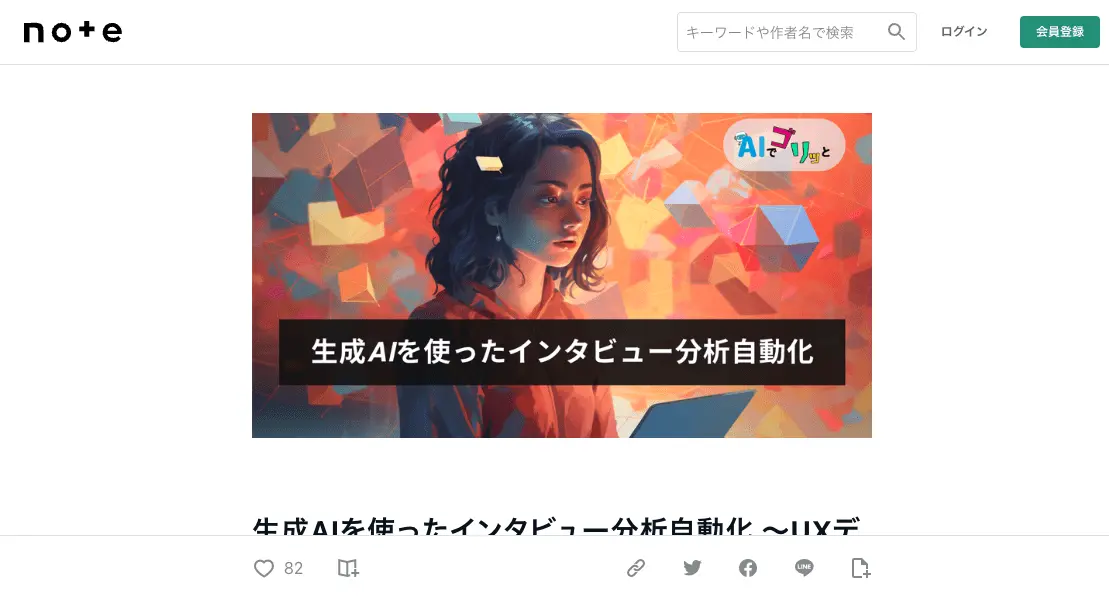 note
キーワードや作者名で検索
ログイン
会員登録
AIでゴリッと
生成AIを使ったインタビュー分析自動化
生成AIを使ったインタビュー分析自動化 〜UXデ
82
LINE